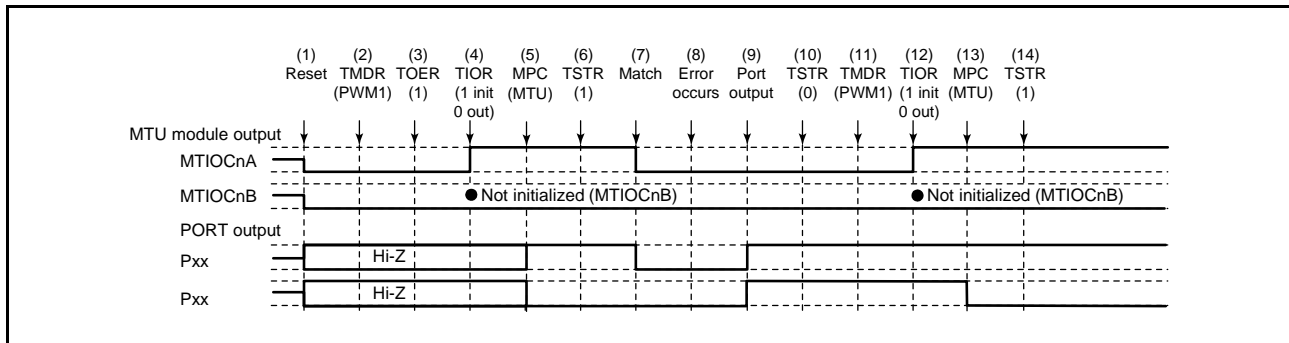 (1) (2) (3) (4) (5) (6) (7) (8) (9) (10) (11) (12) (13) (14)
Reset TMDR TOER TIOR MPC TSTR Match Error Port TSTR TMDR TIOR MPC TSTR
(PWM1) (1) (1 init (MTU) (1) occurs output (0) (PWM1) (1 init (MTU) (1)
0 out) 0 out)
MTU module output
MTIOCnA
MTIOCnB ●Not initialized (MTIOCnB) ●Not initialized (MTIOCnB)
PORT output
Pxx Hi-Z
Pxx Hi-Z